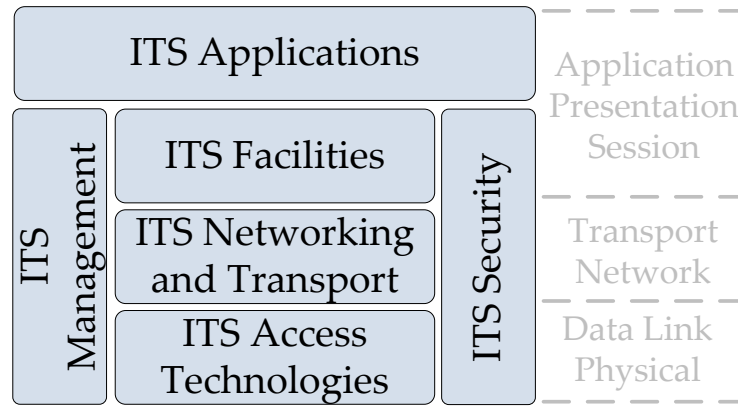 ITS Applications
ITS
Management
ITS Facilities
ITS Networking
and Transport
ITS Access
Technologies
ITS Security
Application
Presentation
Session
Transport
Network
Data Link
Physical